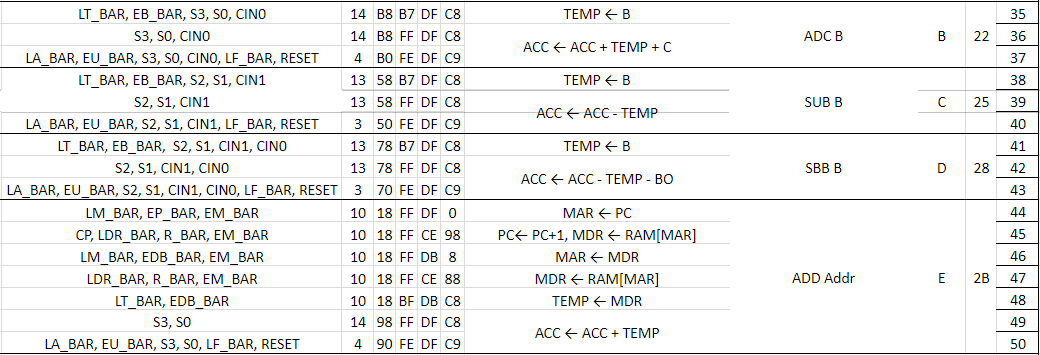 LT_BAR, EB_BAR, S3, S0, CIN0 14 B8 B7 DF C8 TEMP ← B 35
S3, S0, CIN0 14 B8 FF DF C8 ADC B B 22 36
ACC ← ACC + TEMP + C
LA_BAR, EU_BAR, S3, S0, CIN0, LF_BAR, RESET 4 B0 FE DF C9 37
LT_BAR, EB_BAR, S2, S1, CIN1 13 58 B7 DF C8 TEMP ← B 38
S2, S1, CIN1 13 58 FF DF C8 SUB B C 25 39
ACC ← ACC - TEMP
LA_BAR, EU_BAR, S2, S1, CIN1, LF_BAR, RESET 3 50 FE DF C9 40
LT_BAR, EB_BAR, S2, S1, CIN1, CIN0 13 78 B7 DF C8 TEMP ← B 41
S2, S1, CIN1, CIN0 13 78 FF DF C8 SBB B D 28 42
ACC ← ACC - TEMP - BO
LA_BAR, EU_BAR, S2, S1, CIN1, CIN0, LF_BAR, RESET 3 70 FE DF C9 43
LM_BAR, EP_BAR, EM_BAR 10 18 FF DF 0 MAR ← PC 44
CP, LDR_BAR, R_BAR, EM_BAR 10 18 FF CE 98 PC← PC+1, MDR ← RAM[MAR] 45
LM_BAR, EDB_BAR, EM_BAR 10 18 FF DB 8 MAR ← MDR 46
LDR_BAR, R_BAR, EM_BAR 10 18 FF CE 88 MDR ← RAM[MAR] ADD Addr E 2B 47
LT_BAR, EDB_BAR 10 18 BF DB C8 TEMP ← MDR 48
S3, S0 14 98 FF DF C8 49
ACC ← ACC + TEMP
LA_BAR, EU_BAR, S3, S0, LF_BAR, RESET 4 90 FE DF C9 50